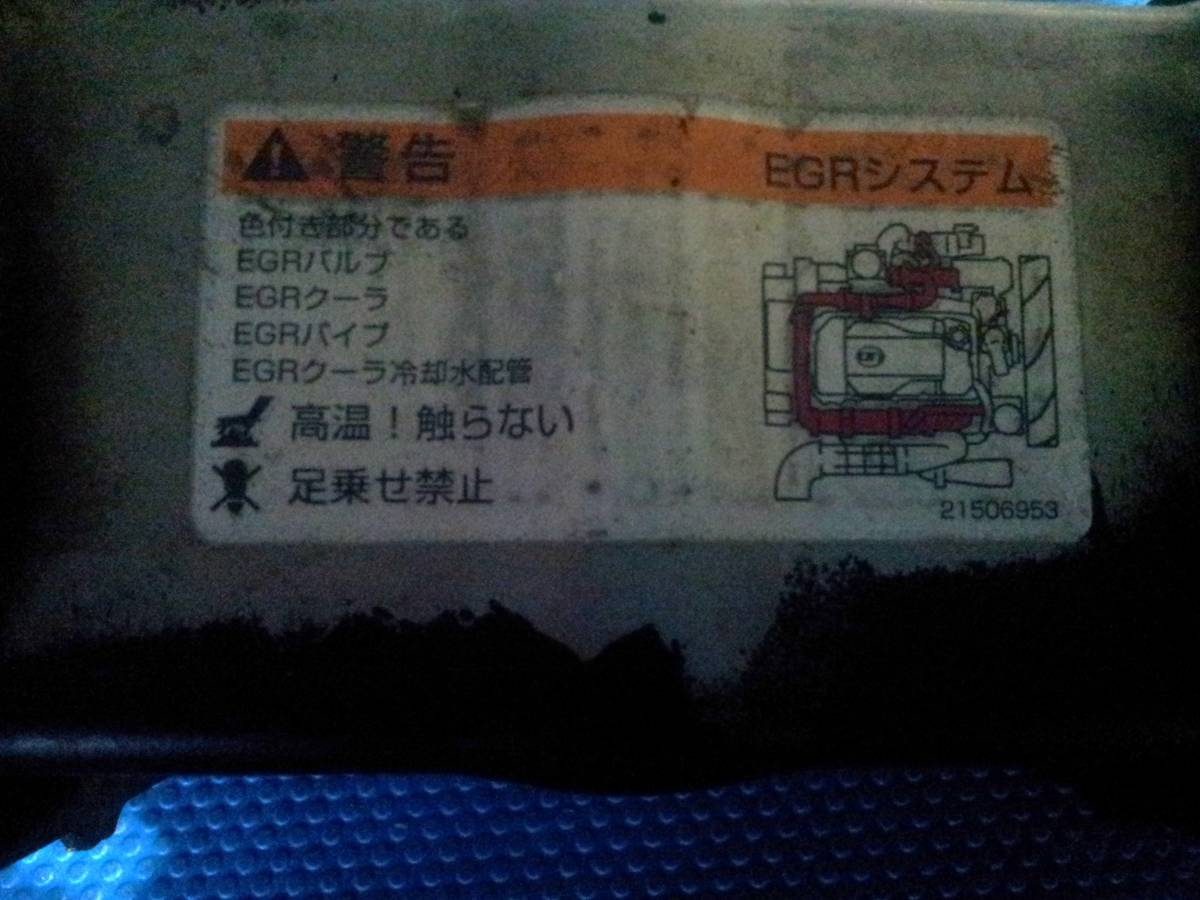 警告
EGRシステム
色付き部分である
EGRバルブ
EGRクーラ
EGRパイプ
EGRクーラ冷却水配管
高温!触らない
足乗せ禁止
21506953